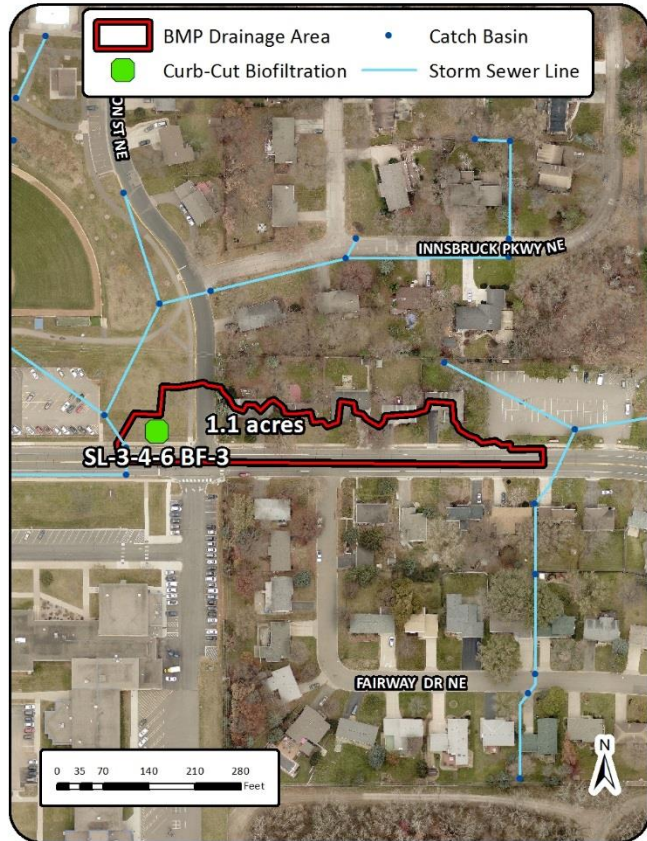 BMP Drainage Area
Catch Basin
Curb-Cut Biofiltration
Storm Sewer Line
ON ST NE
INNSBRUCK PKWY NE
1.1 acres
SL-3-4-6 BF-3
FAIRWAY DR NE
0 35 70 140 210 280
Feet
N